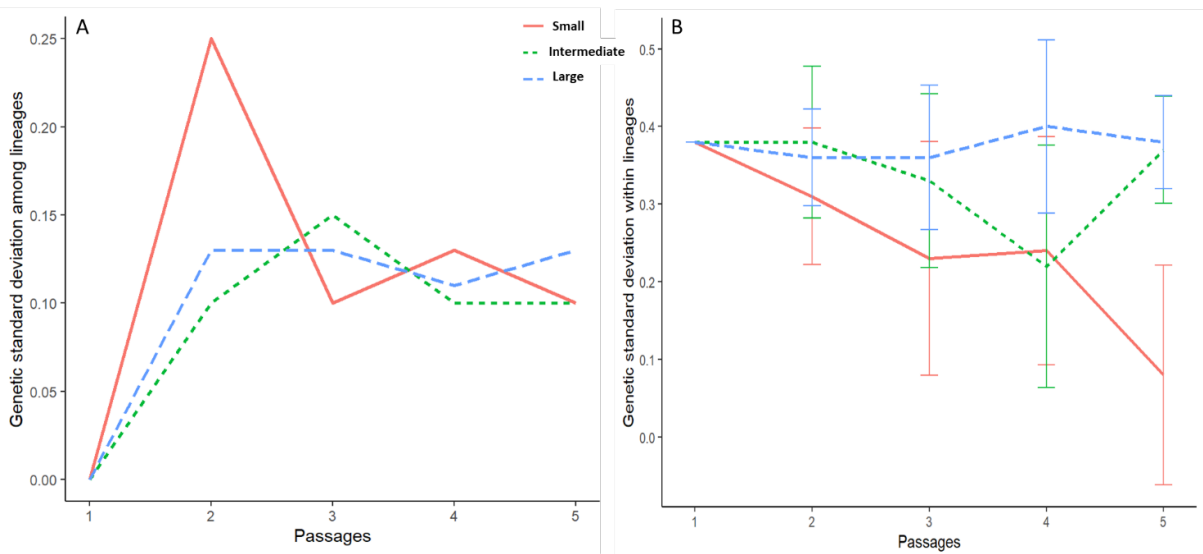 A
Small
Intermediate
Large
Genetic standard deviation among lineages
0.25
0.20
0.15
0.10
0.05
0.00
1 2 3 4 5
Passages
B
Genetic standard deviation within lineages
0.5
0.4
0.3
0.2
0.1
0.0
1 2 3 4 5
Passages